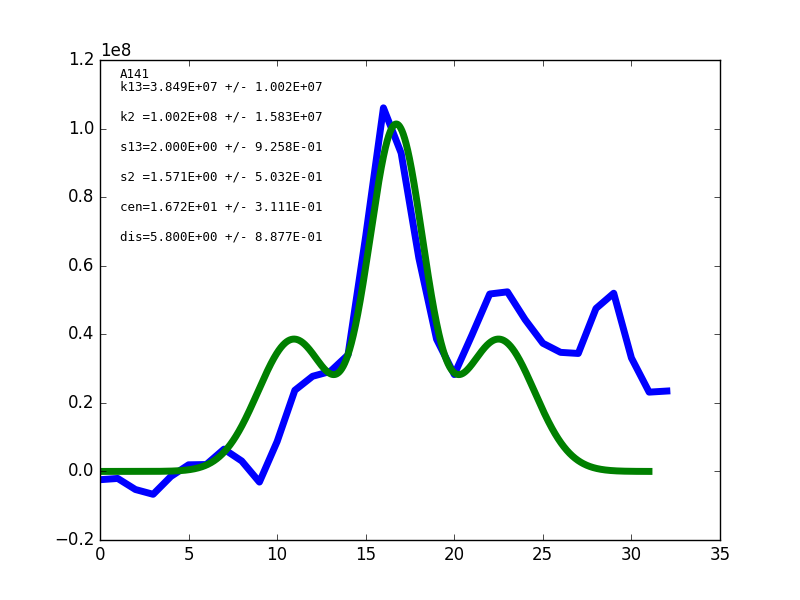 1e8
1.2
A141
k13=3.849E+07 +/- 1.002E+07
k2 =1.002E+08 +/- 1.583E+07
1.0
s13=2.000E+00 +/- 9.258E-01
s2 =1.571E+00 +/- 5.032E-01
0.8
cen=1.672E+01 +/- 3.111E-01
dis=5.800E+00 +/- 8.877E-01
0.6
0.4
0.2
0.0
−0.2
0 5 10 15 20 25 30 35